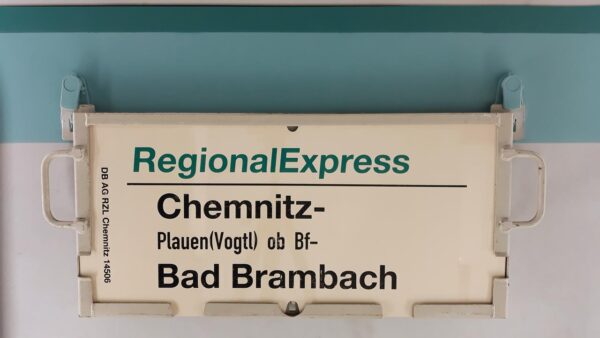 RegionalExpress
Chemnitz-
Plauen(Vogtl) ob Bf-
Bad Brambach
DB AG RZL Chemnitz 14506